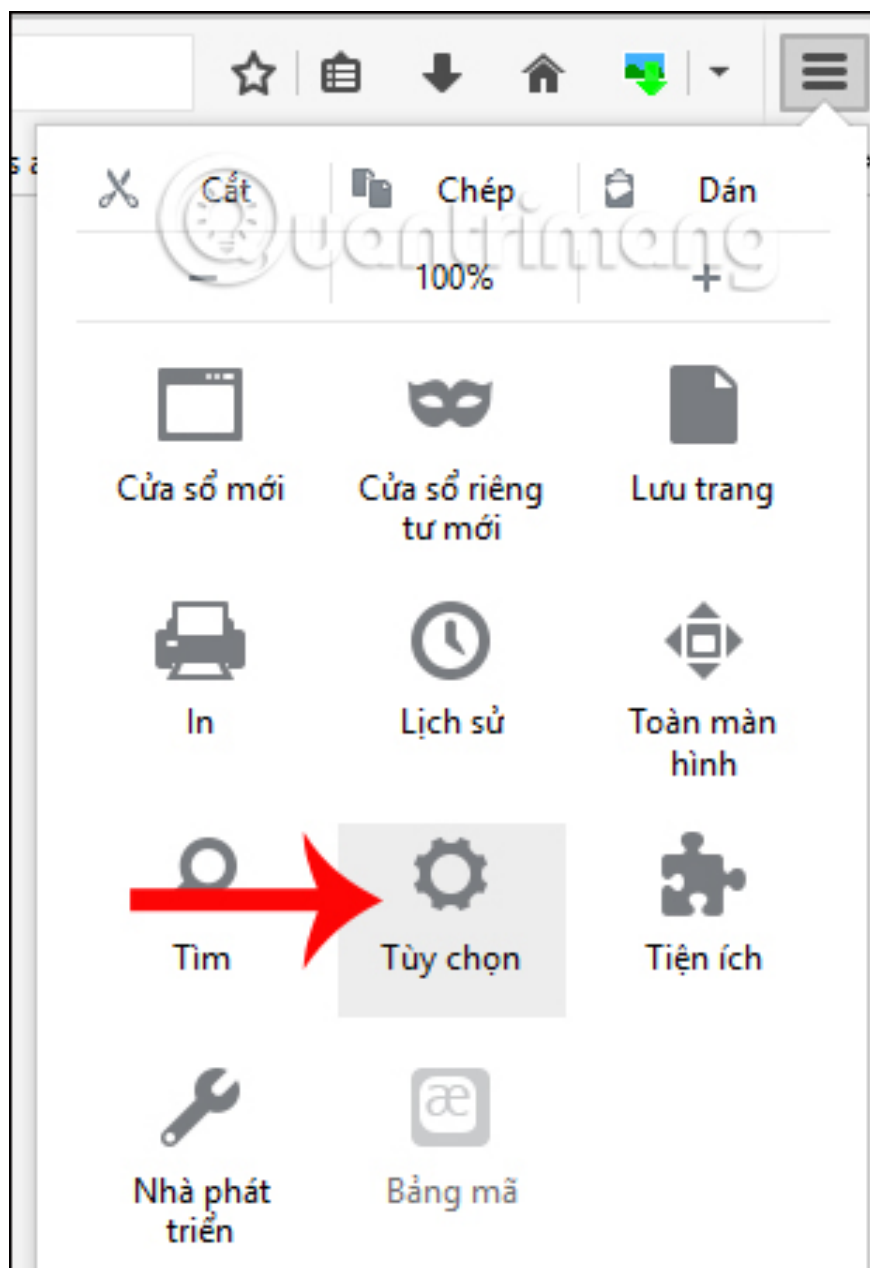 s a
Cắt Chép Dán
Quantrimang
− 100% +
Cửa sổ mới Cửa sổ riêng Lưu trang
tư mới
In Lịch sử Toàn màn
hình
Tìm Tùy chọn Tiện ích
æ
Nhà phát Bảng mã
triển